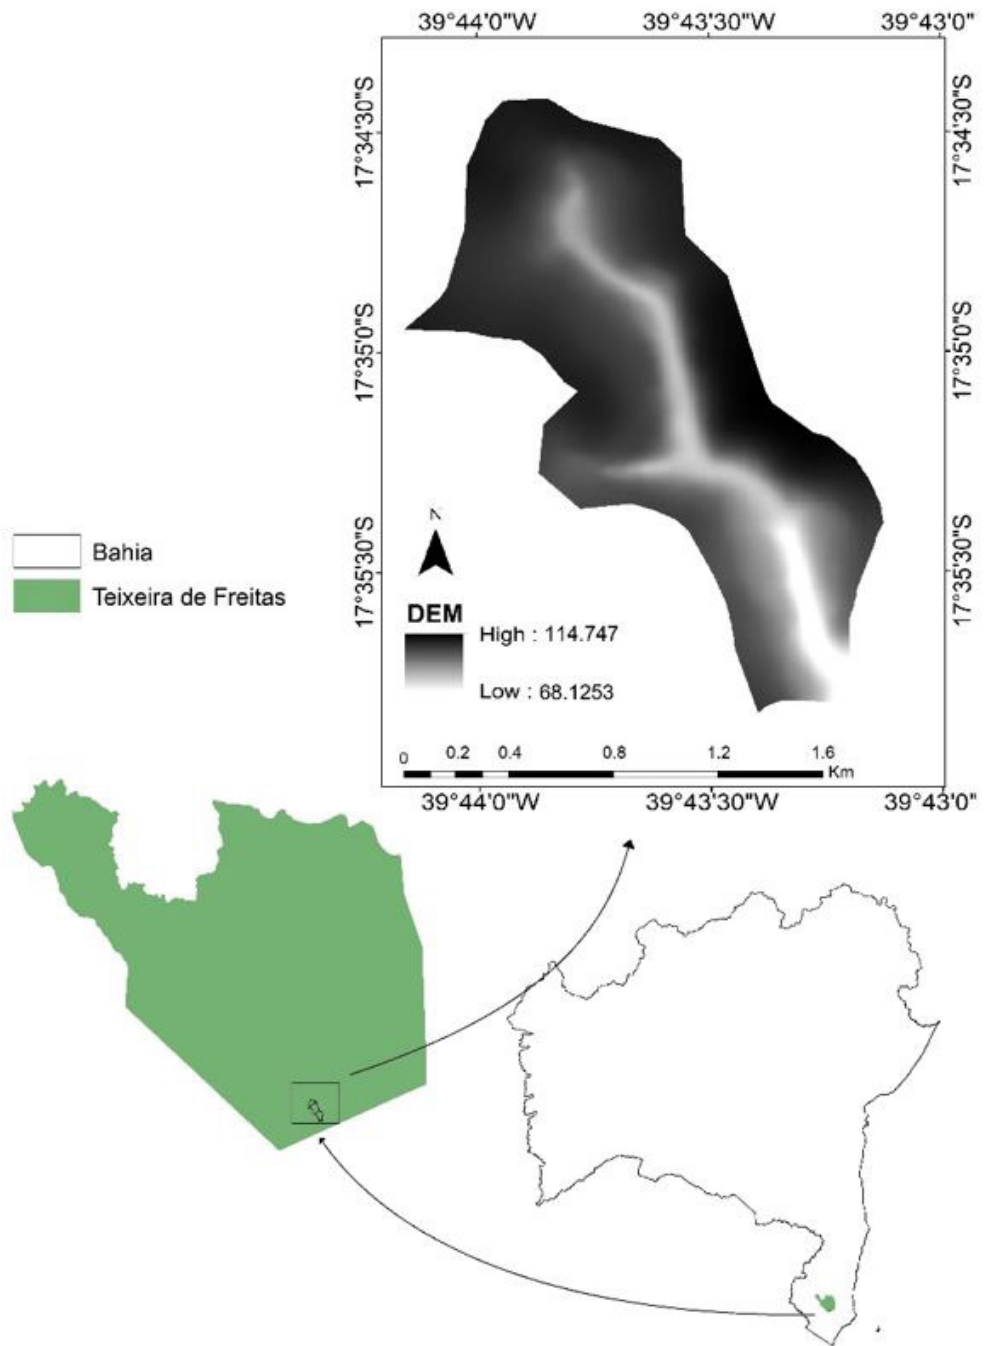 39°44'0"W 39°43'30"W 39°43'0"
17°34'30"S 17°34'30"S
17°35'0"S 17°35'0"S
17°35'30"S 17°35'30"S
N
DEM
High : 114.747
Low : 68.1253
0 0.2 0.4 0.8 1.2 1.6
Km
39°44'0"W 39°43'30"W 39°43'0"
Bahia
Teixeira de Freitas